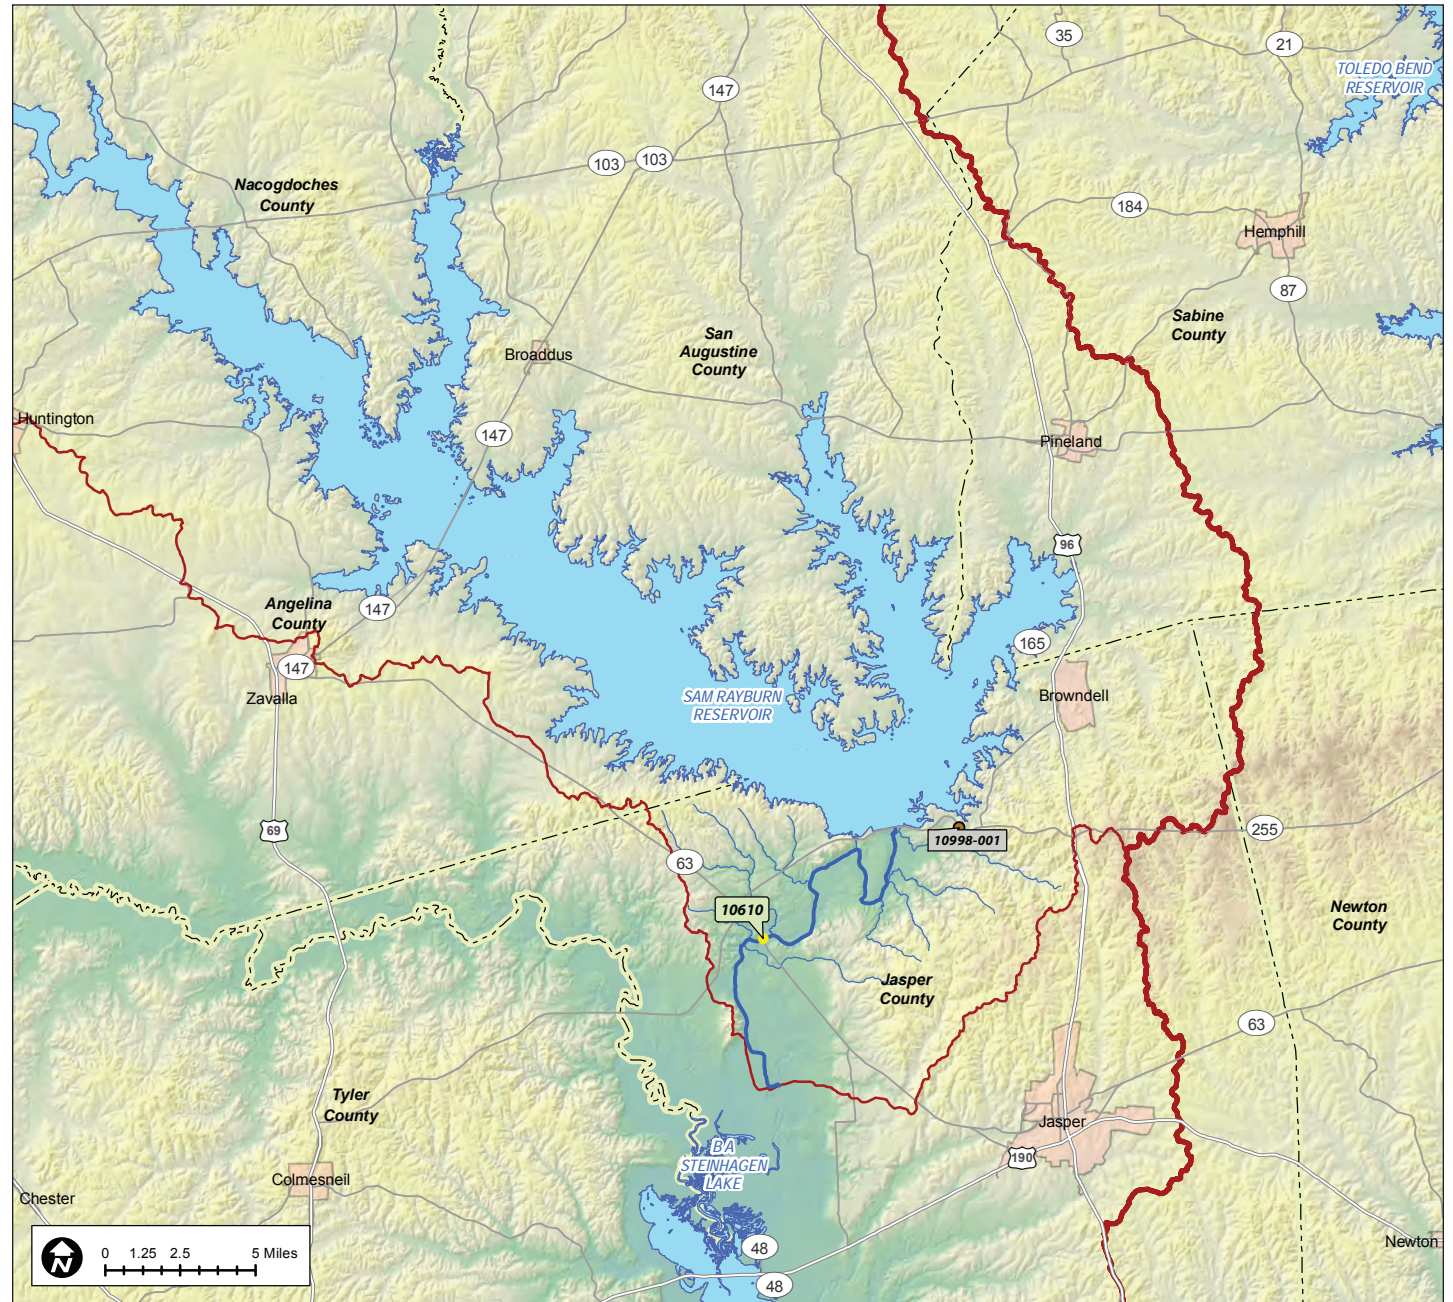 35
21
TOLEDO BEND
RESERVOIR
147
103
103
Nacogdoches
County
184
Hemphill
87
Sabine
County
San
Augustine
County
Broaddus
Huntington
147
Pineland
96
Angelina
County
147
165
147
Zavalla
SAM RAYBURN
RESERVOIR
Browndell
69
255
10998-001
63
10610
Newton
County
Jasper
County
63
Tyler
County
Jasper
BA
STEINHAGEN
LAKE
190
Colmesneil
Chester
48
Newton
48
N
0 1.25 2.5 5 Miles